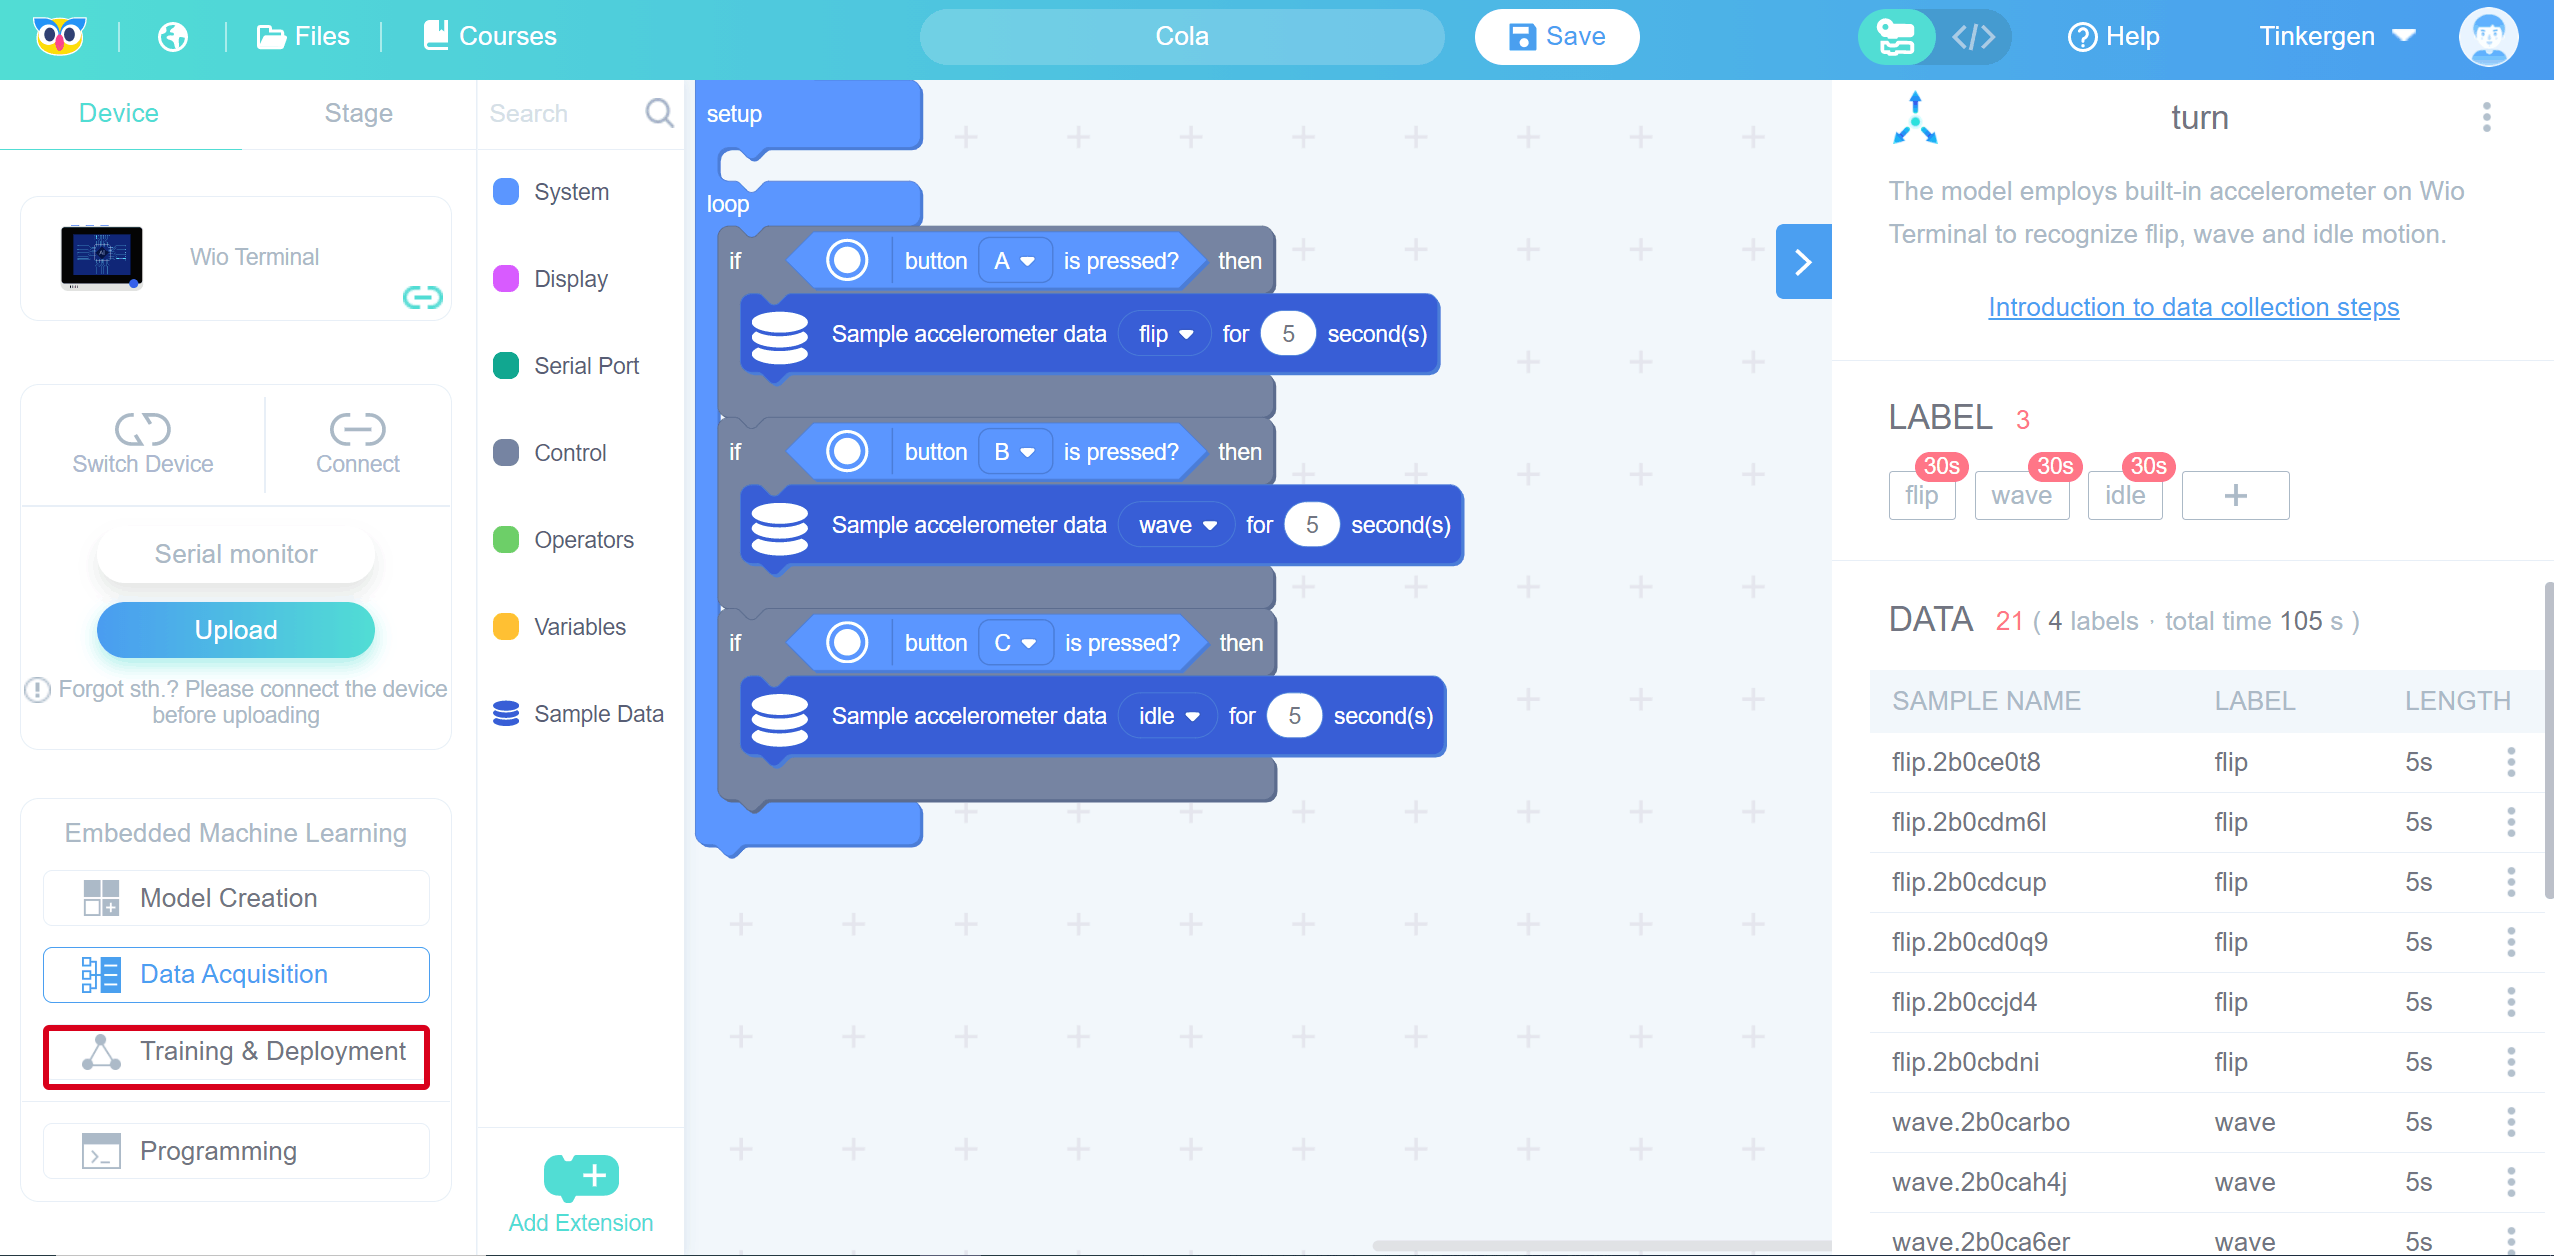 Files
Courses
Cola
Save
</>
Help
Tinkergen
Device
Stage
Wio Terminal
Switch Device
Connect
Serial monitor
Upload
Forgot sth.? Please connect the device
before uploading
Embedded Machine Learning
Model Creation
Data Acquisition
Training & Deployment
Programming
Search
System
Display
Serial Port
Control
Operators
Variables
Sample Data
Add Extension
setup
loop
if button A is pressed? then
Sample accelerometer data flip for 5 second(s)
if button B is pressed? then
Sample accelerometer data wave for 5 second(s)
if button C is pressed? then
Sample accelerometer data idle for 5 second(s)
turn
The model employs built-in accelerometer on Wio
Terminal to recognize flip, wave and idle motion.
Introduction to data collection steps
LABEL 3
30s 30s 30s
flip wave idle +
DATA 21 ( 4 labels · total time 105 s )
SAMPLE NAME LABEL LENGTH
flip.2b0ce0t8 flip 5s
flip.2b0cdm6l flip 5s
flip.2b0cdcup flip 5s
flip.2b0cd0q9 flip 5s
flip.2b0ccjd4 flip 5s
flip.2b0cbdni flip 5s
wave.2b0carbo wave 5s
wave.2b0cah4j wave 5s
wave.2b0ca6er wave 5s